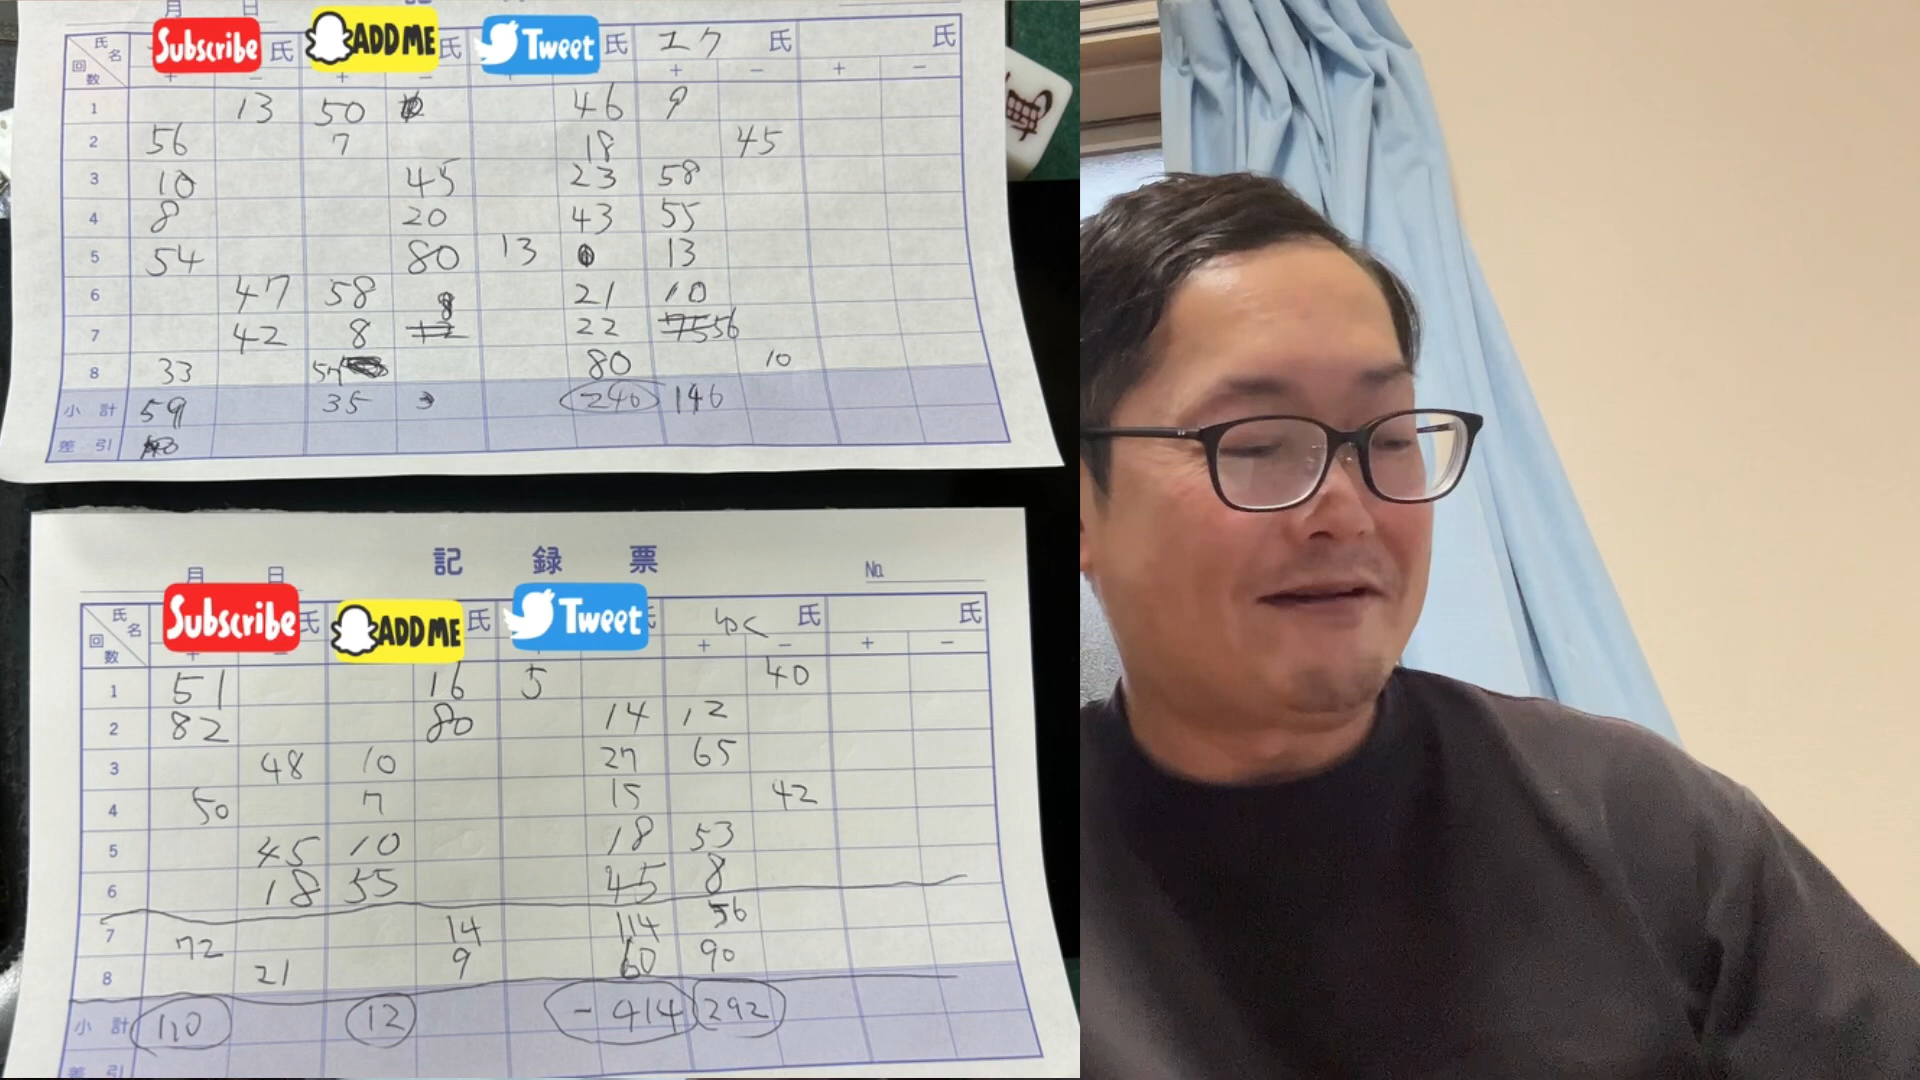 月 日
氏名 回数 Subscribe 氏 ADD ME 氏 Tweet 氏 ユク 氏 氏
+ − + − + + − + −
1 13 50 46 9
2 56 7 18 45
3 10 45 23 58
4 8 20 43 55
5 54 80 13 13
6 47 58 21 10
7 42 8 22 56
8 33 57 80 10
小計 59 35 240 146
差引
記録票
月 日 No.
氏名 回数 Subscribe 氏 ADD ME 氏 Tweet 氏 ゆく 氏 氏
+ − + −
1 51 16 5 40
2 82 80 14 12
3 48 10 27 65
4 50 7 15 42
5 45 10 18 53
6 18 55 45 8
7 72 14 114 56
8 21 9 60 90
小計 110 12 -414 292
差引